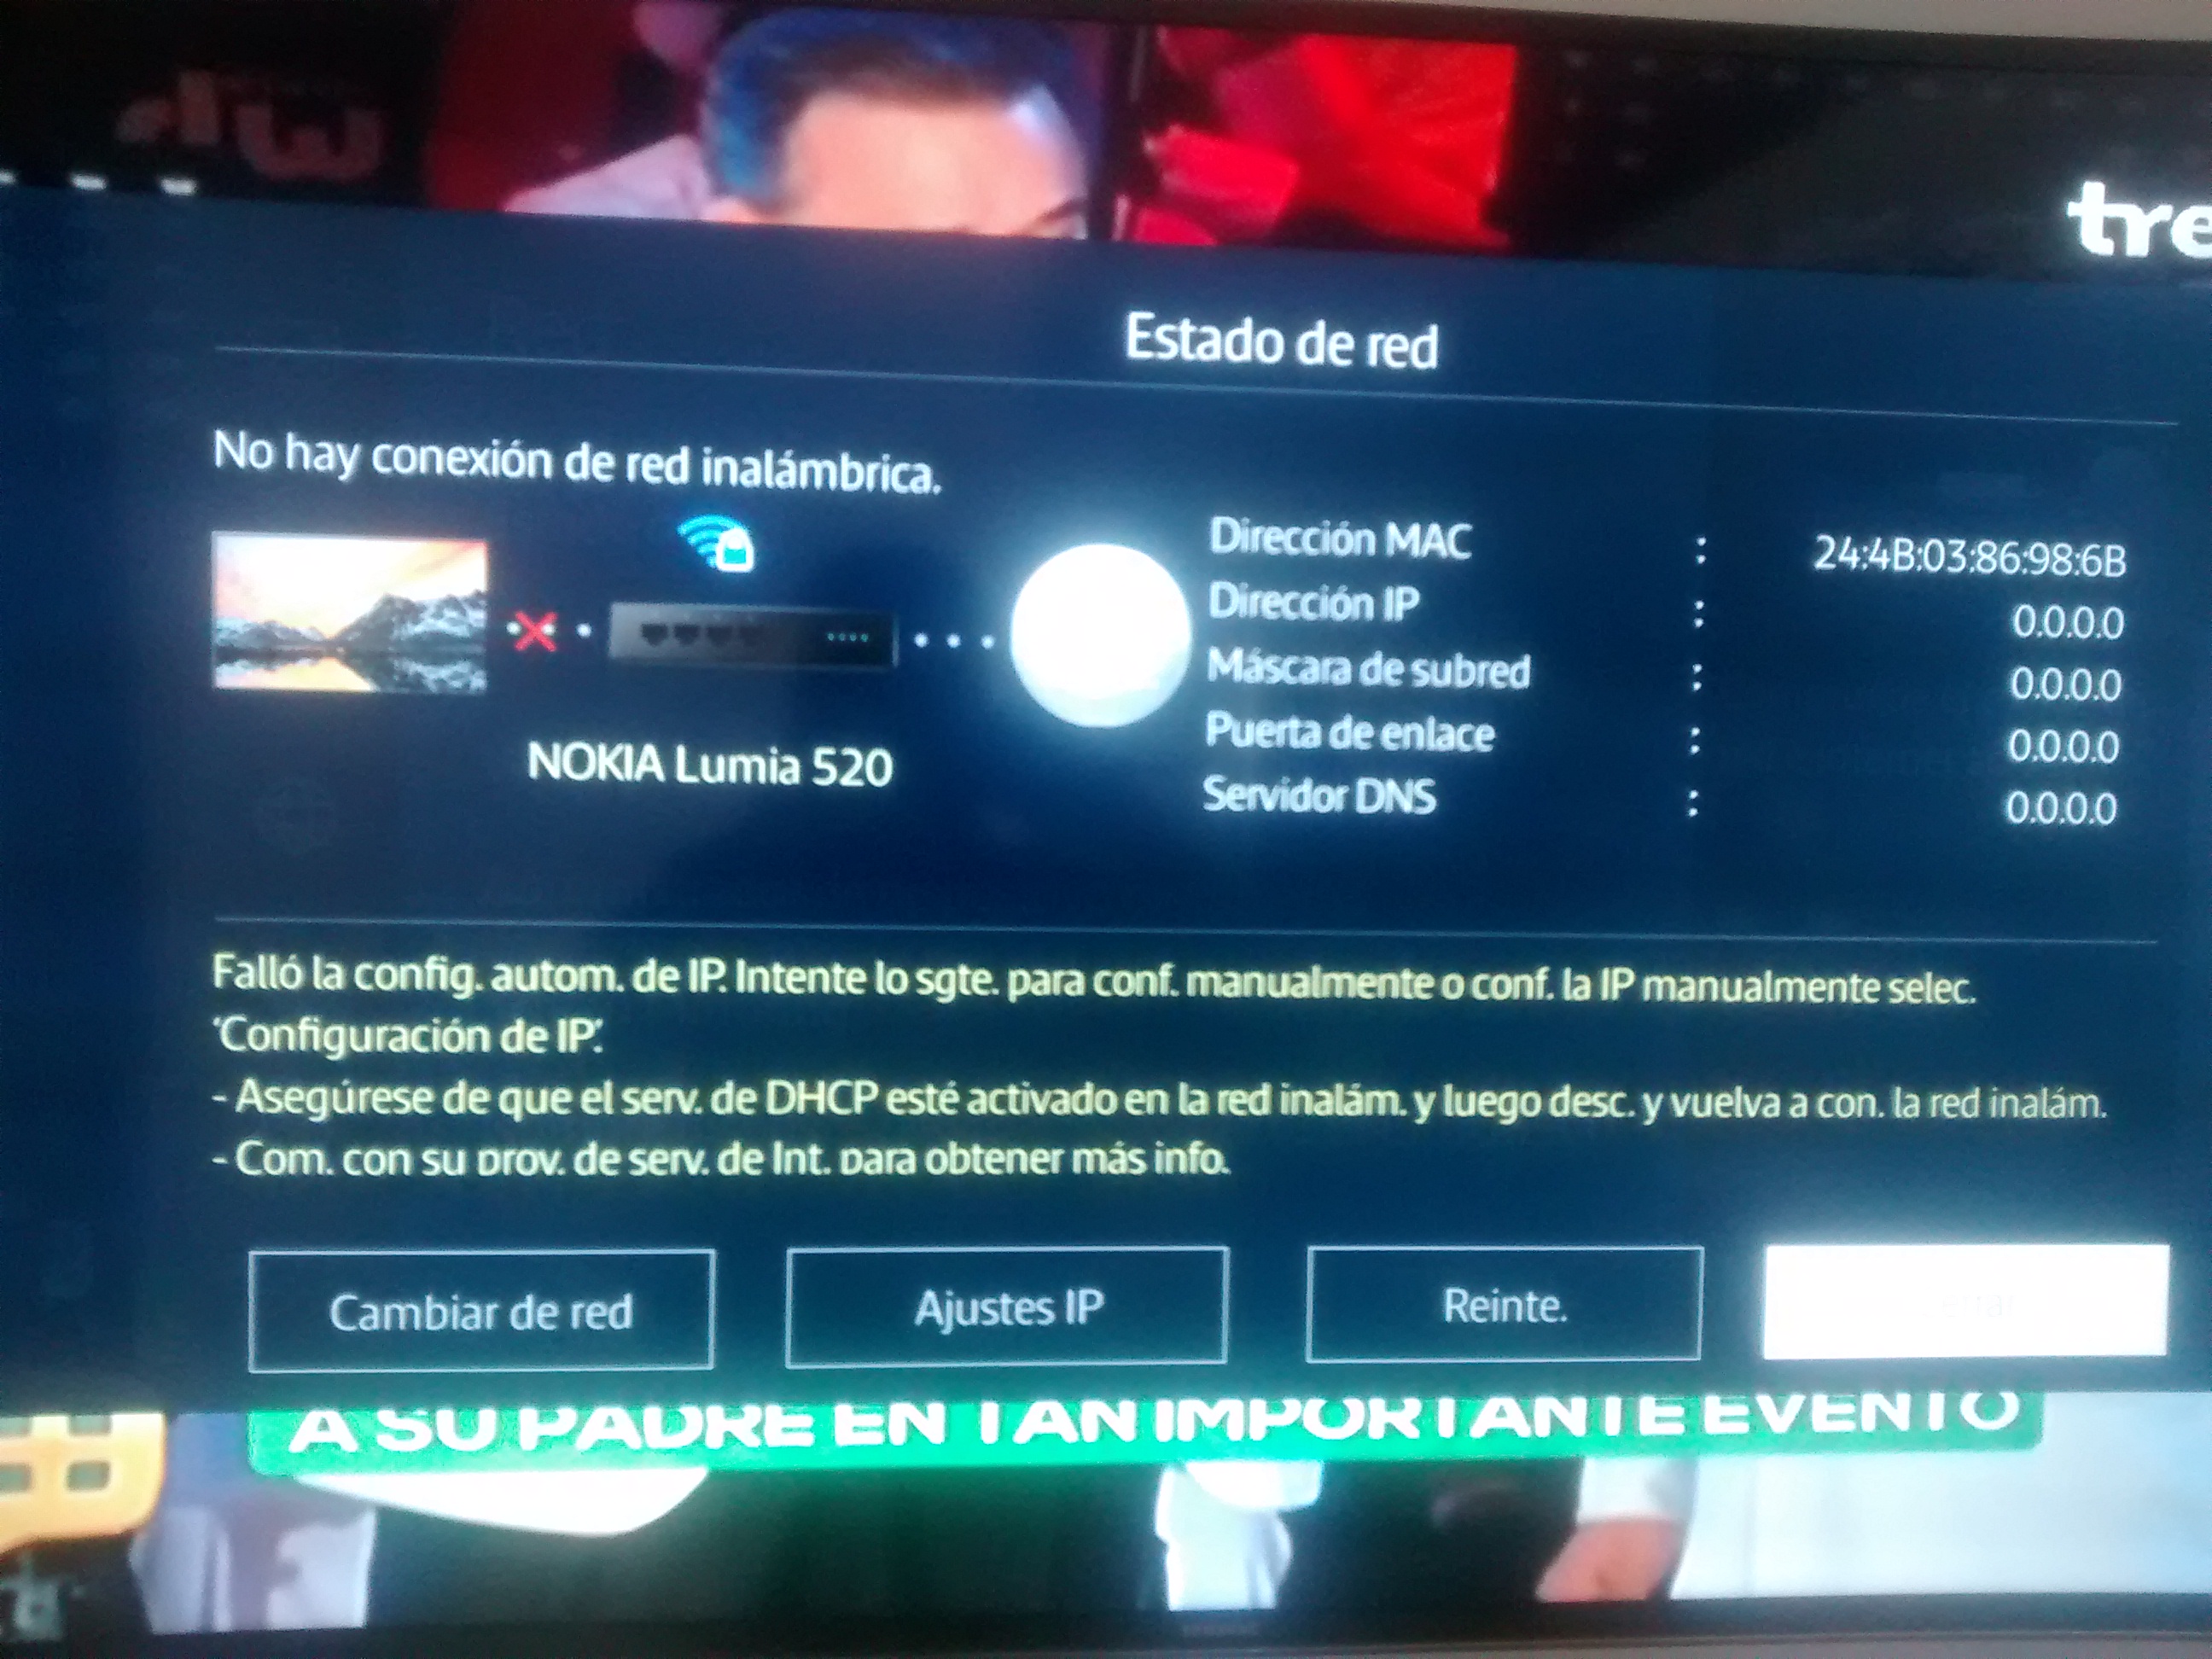 tre
Estado de red
No hay conexión de red inalámbrica.
NOKIA Lumia 520
Dirección MAC : 24:4B:03:86:98:6B
Dirección IP : 0.0.0.0
Máscara de subred : 0.0.0.0
Puerta de enlace : 0.0.0.0
Servidor DNS : 0.0.0.0
Falló la config. autom. de IP. Intente lo sgte. para conf. manualmente o conf. la IP manualmente selec.
'Configuración de IP'.
- Asegúrese de que el serv. de DHCP esté activado en la red inalám. y luego desc. y vuelva a con. la red inalám.
- Com. con su prov. de serv. de Int. para obtener más info.
Cambiar de red
Ajustes IP
Reinte.
A SU PADRE EN TAN IMPORTANTE EVENTO